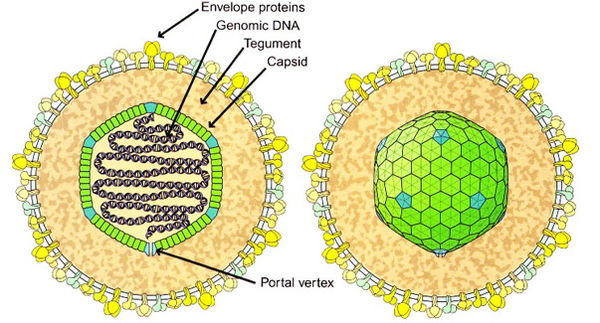 Envelope proteins
Genomic DNA
Tegument
Capsid
Portal vertex